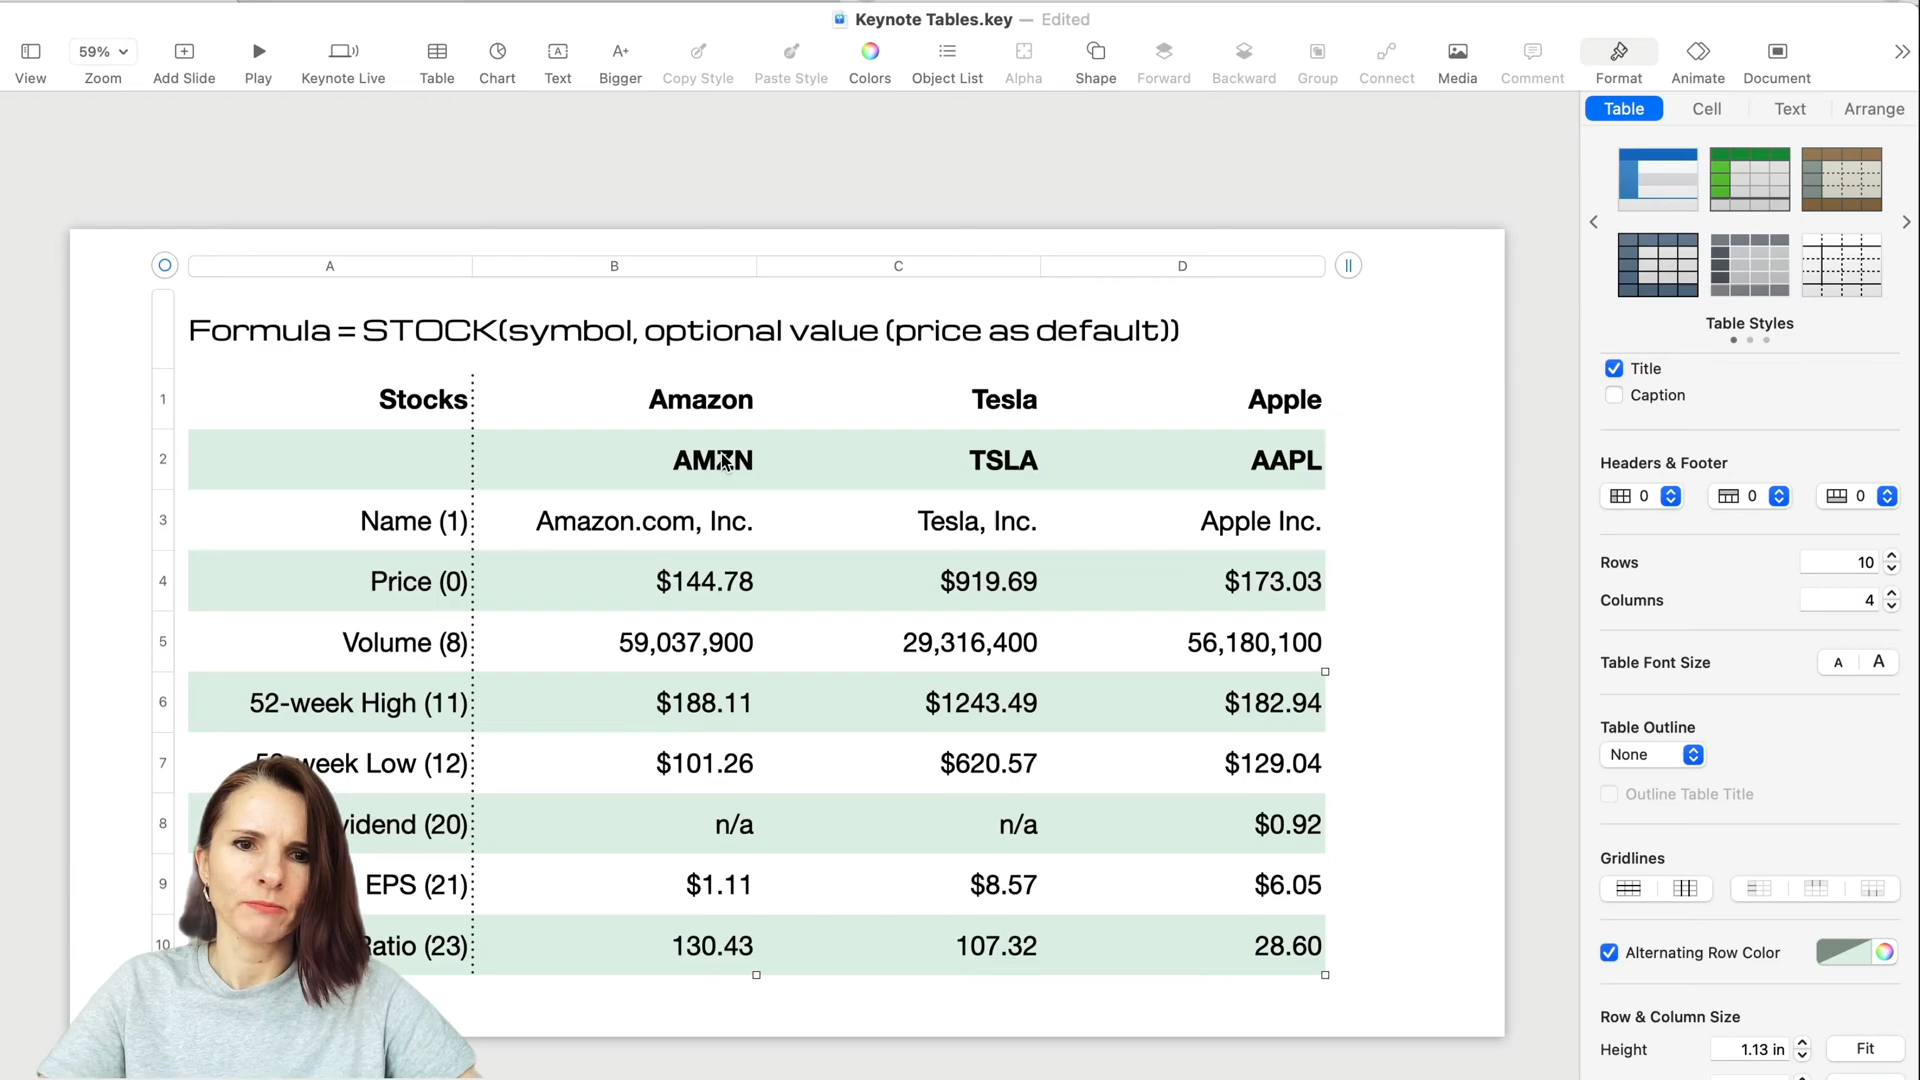 Keynote Tables.key — Edited
59%
View Zoom Add Slide Play Keynote Live Table Chart Text Bigger Copy Style Paste Style Colors Object List Alpha Shape Forward Backward Group Connect Media Comment Format Animate Document
Table Cell Text Arrange
A B C D
Formula = STOCK(symbol, optional value (price as default))
1 Stocks Amazon Tesla Apple
2 AMZN TSLA AAPL
3 Name (1) Amazon.com, Inc. Tesla, Inc. Apple Inc.
4 Price (0) $144.78 $919.69 $173.03
5 Volume (8) 59,037,900 29,316,400 56,180,100
6 52-week High (11) $188.11 $1243.49 $182.94
7 week Low (12) $101.26 $620.57 $129.04
8 vidend (20) n/a n/a $0.92
9 EPS (21) $1.11 $8.57 $6.05
10 Ratio (23) 130.43 107.32 28.60
Table Styles
Title
Caption
Headers & Footer
0 0 0
Rows 10
Columns 4
Table Font Size A A
Table Outline
None
Outline Table Title
Gridlines
Alternating Row Color
Row & Column Size
Height 1.13 in Fit